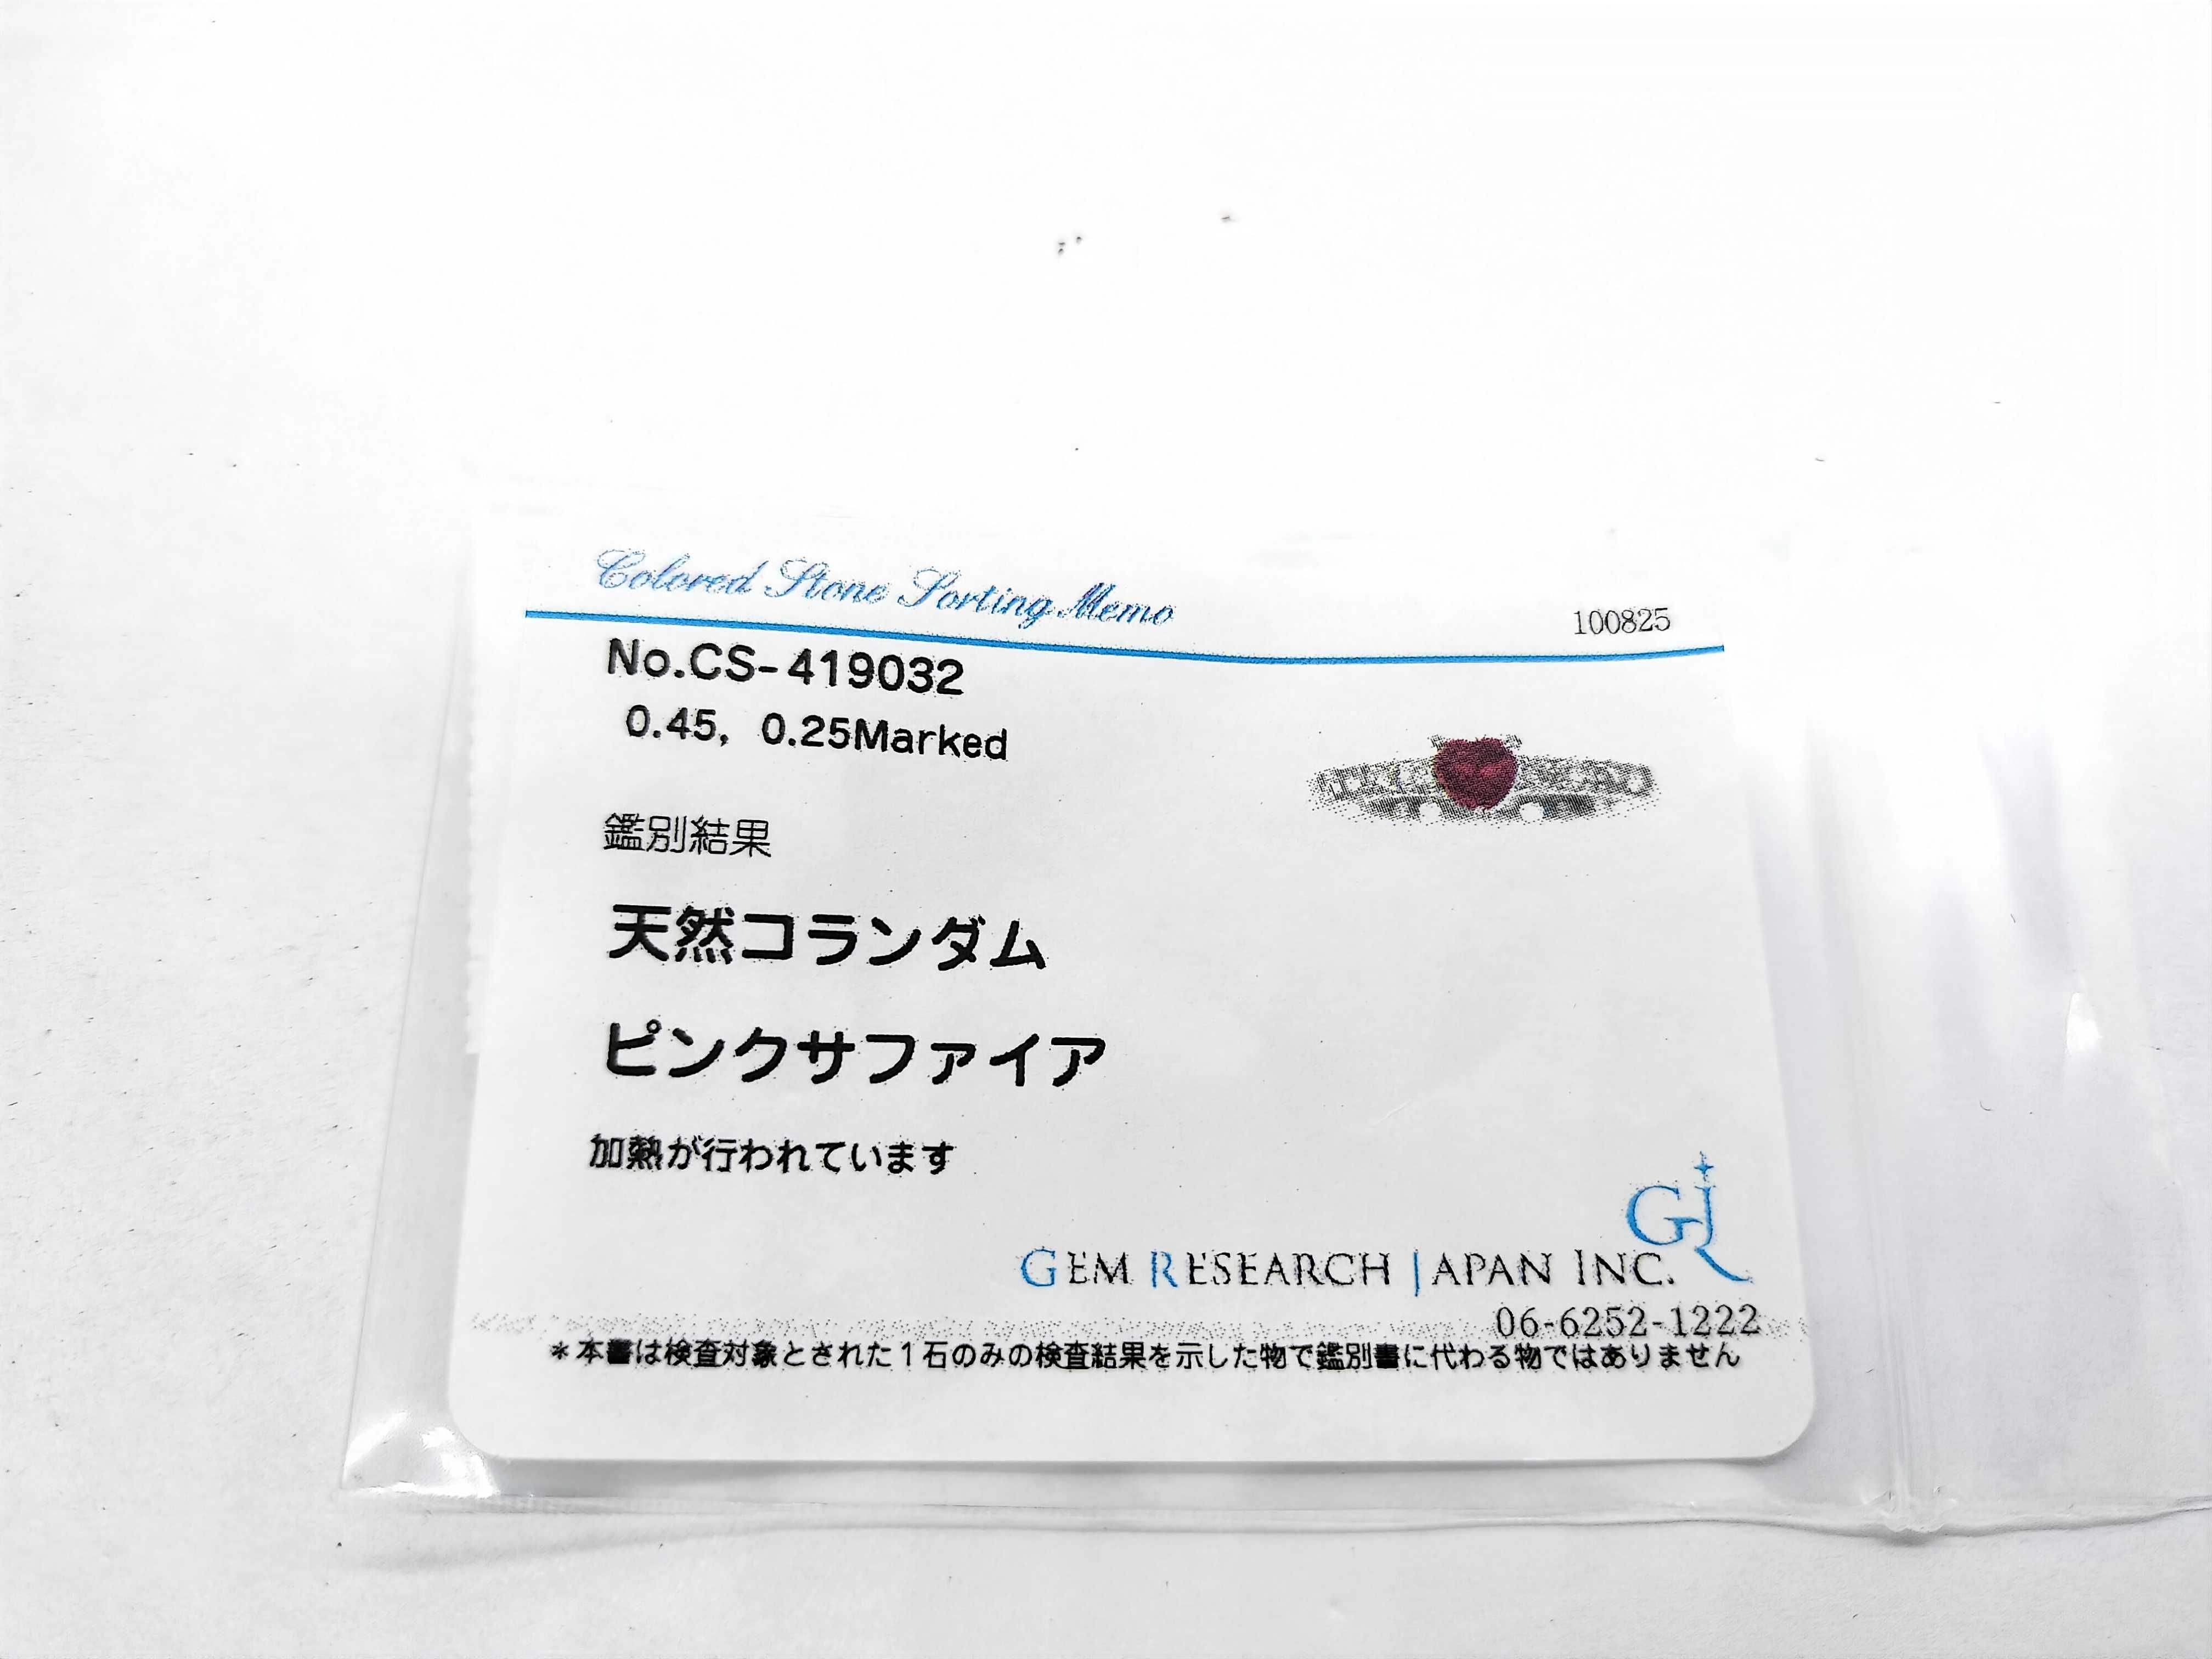 Colored Stone Sorting Memo
100825
No.CS-419032
0.45, 0.25Marked
鑑別結果
天然コランダム
ピンクサファイア
加熱が行われています
GJR
GEM RESEARCH JAPAN INC.
06-6252-1222
*本書は検査対象とされた1石のみの検査結果を示した物で鑑別書に代わる物ではありません